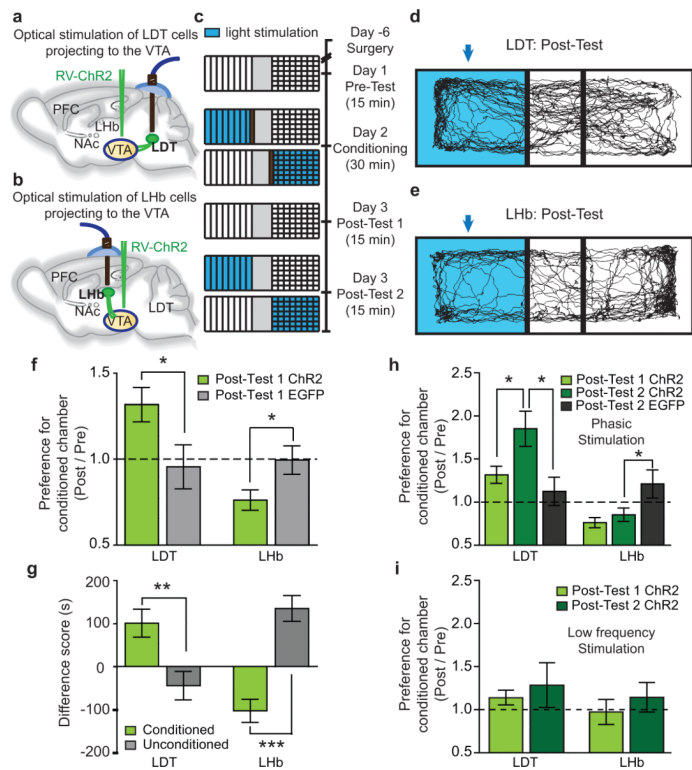 a
Optical stimulation of LDT cells
projecting to the VTA
RV-ChR2
PFC
LHb
NAc
VTA
LDT
b
Optical stimulation of LHb cells
projecting to the VTA
RV-ChR2
PFC
LHb
NAc
VTA
LDT
c
light stimulation
Day -6
Surgery
Day 1
Pre-Test
(15 min)
Day 2
Conditioning
(30 min)
Day 3
Post-Test 1
(15 min)
Day 3
Post-Test 2
(15 min)
d
LDT: Post-Test
e
LHb: Post-Test
f
Preference for
conditioned chamber
(Post / Pre)
1.5
1.0
0.5
Post-Test 1 ChR2
Post-Test 1 EGFP
*
*
LDT
LHb
g
Difference score (s)
200
100
0
-100
-200
**
***
Conditioned
Unconditioned
LDT
LHb
h
Preference for
conditioned chamber
(Post / Pre)
2.5
2.0
1.5
1.0
0.5
Post-Test 1 ChR2
Post-Test 2 ChR2
Post-Test 2 EGFP
Phasic
Stimulation
*
*
*
LDT
LHb
i
Preference for
conditioned chamber
(Post / Pre)
2.5
2.0
1.5
1.0
0.5
Post-Test 1 ChR2
Post-Test 2 ChR2
Low frequency
Stimulation
LDT
LHb